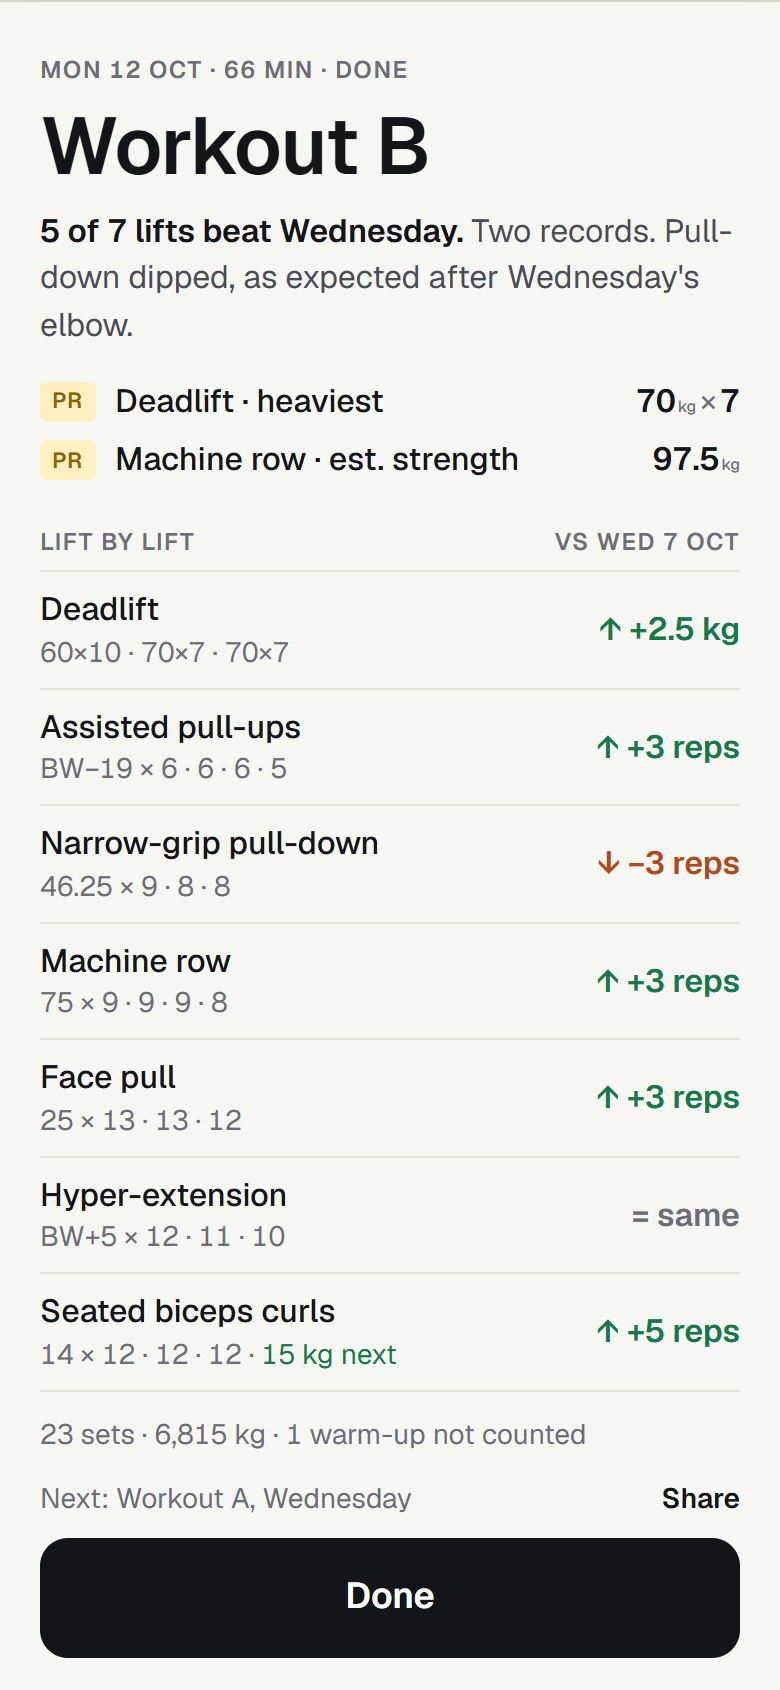 MON 12 OCT · 66 MIN · DONE
Workout B
5 of 7 lifts beat Wednesday. Two records. Pull-
down dipped, as expected after Wednesday's
elbow.
PR Deadlift · heaviest 70kg×7
PR Machine row · est. strength 97.5kg
LIFT BY LIFT VS WED 7 OCT
Deadlift
60×10 · 70×7 · 70×7
↑ +2.5 kg
Assisted pull-ups
BW−19 × 6 · 6 · 6 · 5
↑ +3 reps
Narrow-grip pull-down
46.25 × 9 · 8 · 8
↓ −3 reps
Machine row
75 × 9 · 9 · 9 · 8
↑ +3 reps
Face pull
25 × 13 · 13 · 12
↑ +3 reps
Hyper-extension
BW+5 × 12 · 11 · 10
= same
Seated biceps curls
14 × 12 · 12 · 12 · 15 kg next
↑ +5 reps
23 sets · 6,815 kg · 1 warm-up not counted
Next: Workout A, Wednesday Share
Done